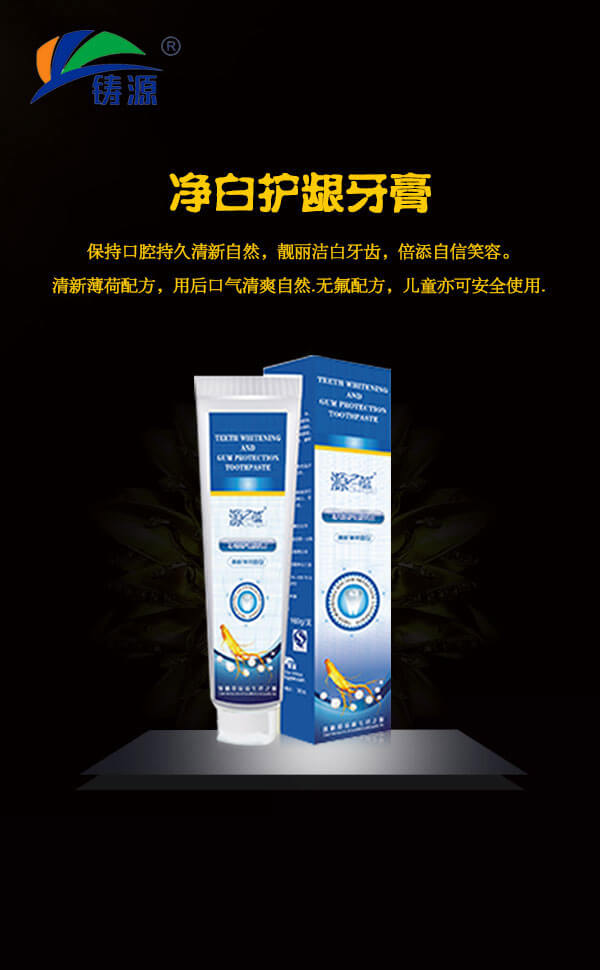 ®
铸源
净白护龈牙膏
保持口腔持久清新自然，靓丽洁白牙齿，倍添自信笑容。
清新薄荷配方，用后口气清爽自然.无氟配方，儿童亦可安全使用.
TEETH WHITENING
AND
GUM PROTECTION
TOOTHPASTE
TEETH WHITENING
AND
GUM PROTECTION
TOOTHPASTE